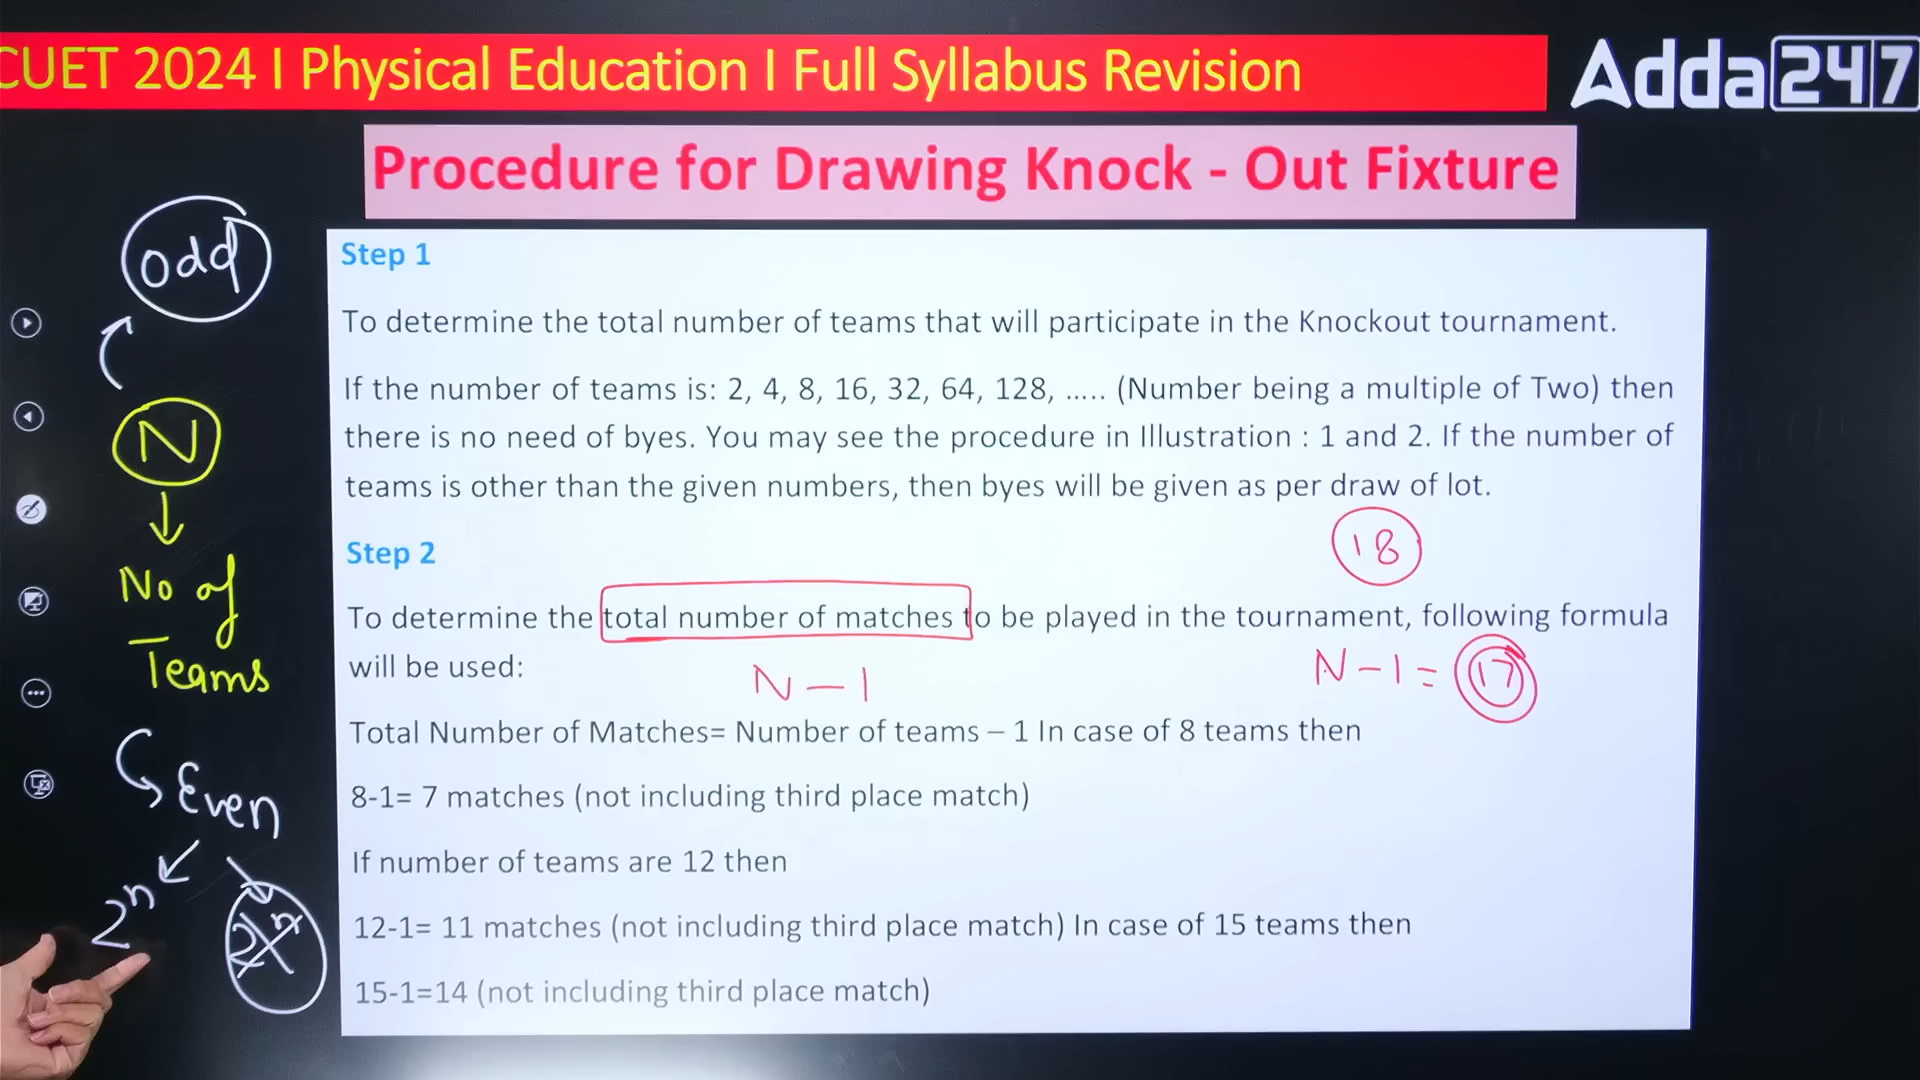 CUET 2024 I Physical Education I Full Syllabus Revision
Adda247
Procedure for Drawing Knock - Out Fixture
odd
N
No of
Teams
Even
2ⁿ
2ⁿ
Step 1
To determine the total number of teams that will participate in the Knockout tournament.
If the number of teams is: 2, 4, 8, 16, 32, 64, 128, ..... (Number being a multiple of Two) then
there is no need of byes. You may see the procedure in Illustration : 1 and 2. If the number of
teams is other than the given numbers, then byes will be given as per draw of lot.
18
Step 2
To determine the total number of matches to be played in the tournament, following formula
will be used:
N - 1
N - 1 = 17
Total Number of Matches= Number of teams – 1 In case of 8 teams then
8-1= 7 matches (not including third place match)
If number of teams are 12 then
12-1= 11 matches (not including third place match) In case of 15 teams then
15-1=14 (not including third place match)